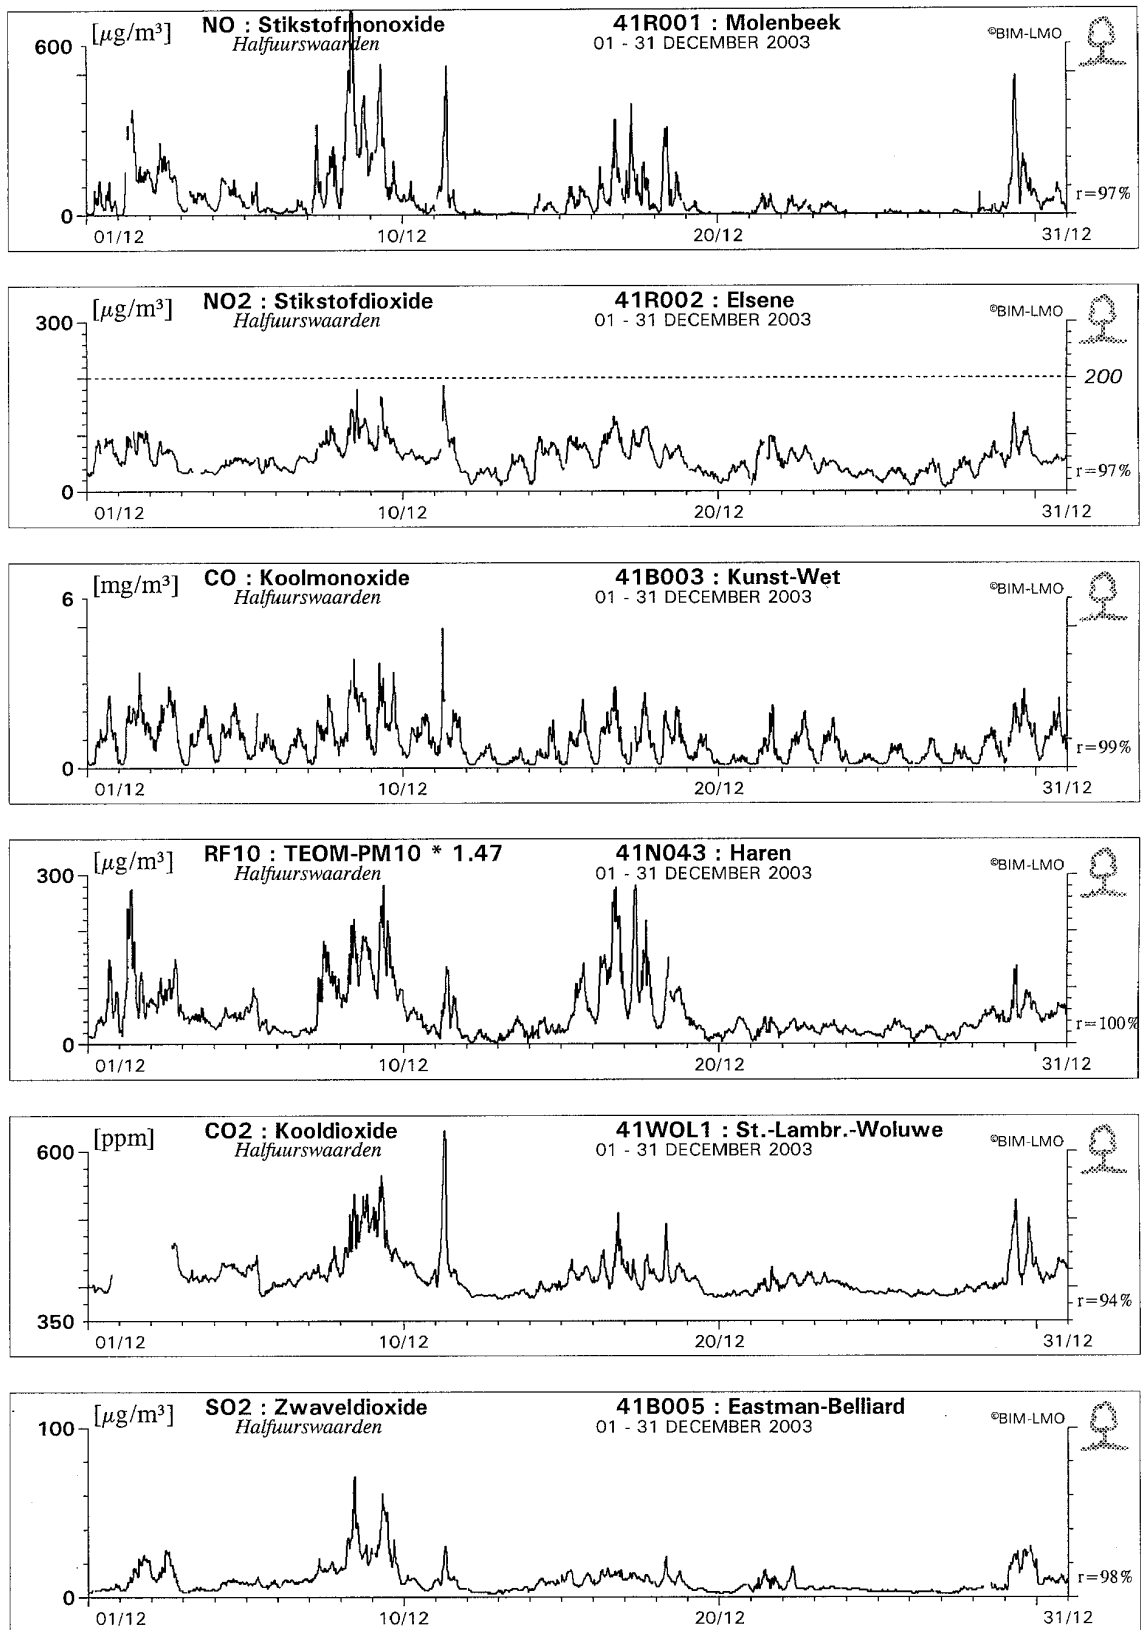 [µg/m³] NO : Stikstofmonoxide 41R001 : Molenbeek
Halfuurswaarden 01 - 31 DECEMBER 2003 ©BIM-LMO
600
r=97%
0
01/12 10/12 20/12 31/12
[µg/m³] NO2 : Stikstofdioxide 41R002 : Elsene
Halfuurswaarden 01 - 31 DECEMBER 2003 ©BIM-LMO
300
200
r=97%
0
01/12 10/12 20/12 31/12
[mg/m³] CO : Koolmonoxide 41B003 : Kunst-Wet
Halfuurswaarden 01 - 31 DECEMBER 2003 ©BIM-LMO
6
r=99%
0
01/12 10/12 20/12 31/12
[µg/m³] RF10 : TEOM-PM10 * 1.47 41N043 : Haren
Halfuurswaarden 01 - 31 DECEMBER 2003 ©BIM-LMO
300
r=100%
0
01/12 10/12 20/12 31/12
[ppm] CO2 : Kooldioxide 41WOL1 : St.-Lambr.-Woluwe
Halfuurswaarden 01 - 31 DECEMBER 2003 ©BIM-LMO
600
r=94%
350
01/12 10/12 20/12 31/12
[µg/m³] SO2 : Zwaveldioxide 41B005 : Eastman-Belliard
Halfuurswaarden 01 - 31 DECEMBER 2003 ©BIM-LMO
100
r=98%
0
01/12 10/12 20/12 31/12